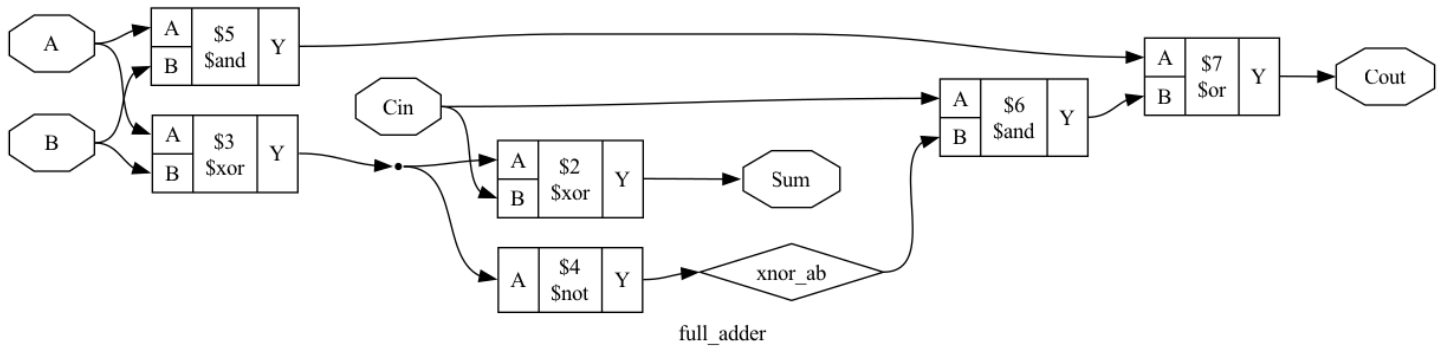 A
B
A
B
$5
$and
Y
A
B
$3
$xor
Y
Cin
A
B
$2
$xor
Y
Sum
A
$4
$not
Y
xnor_ab
A
B
$6
$and
Y
A
B
$7
$or
Y
Cout
full_adder